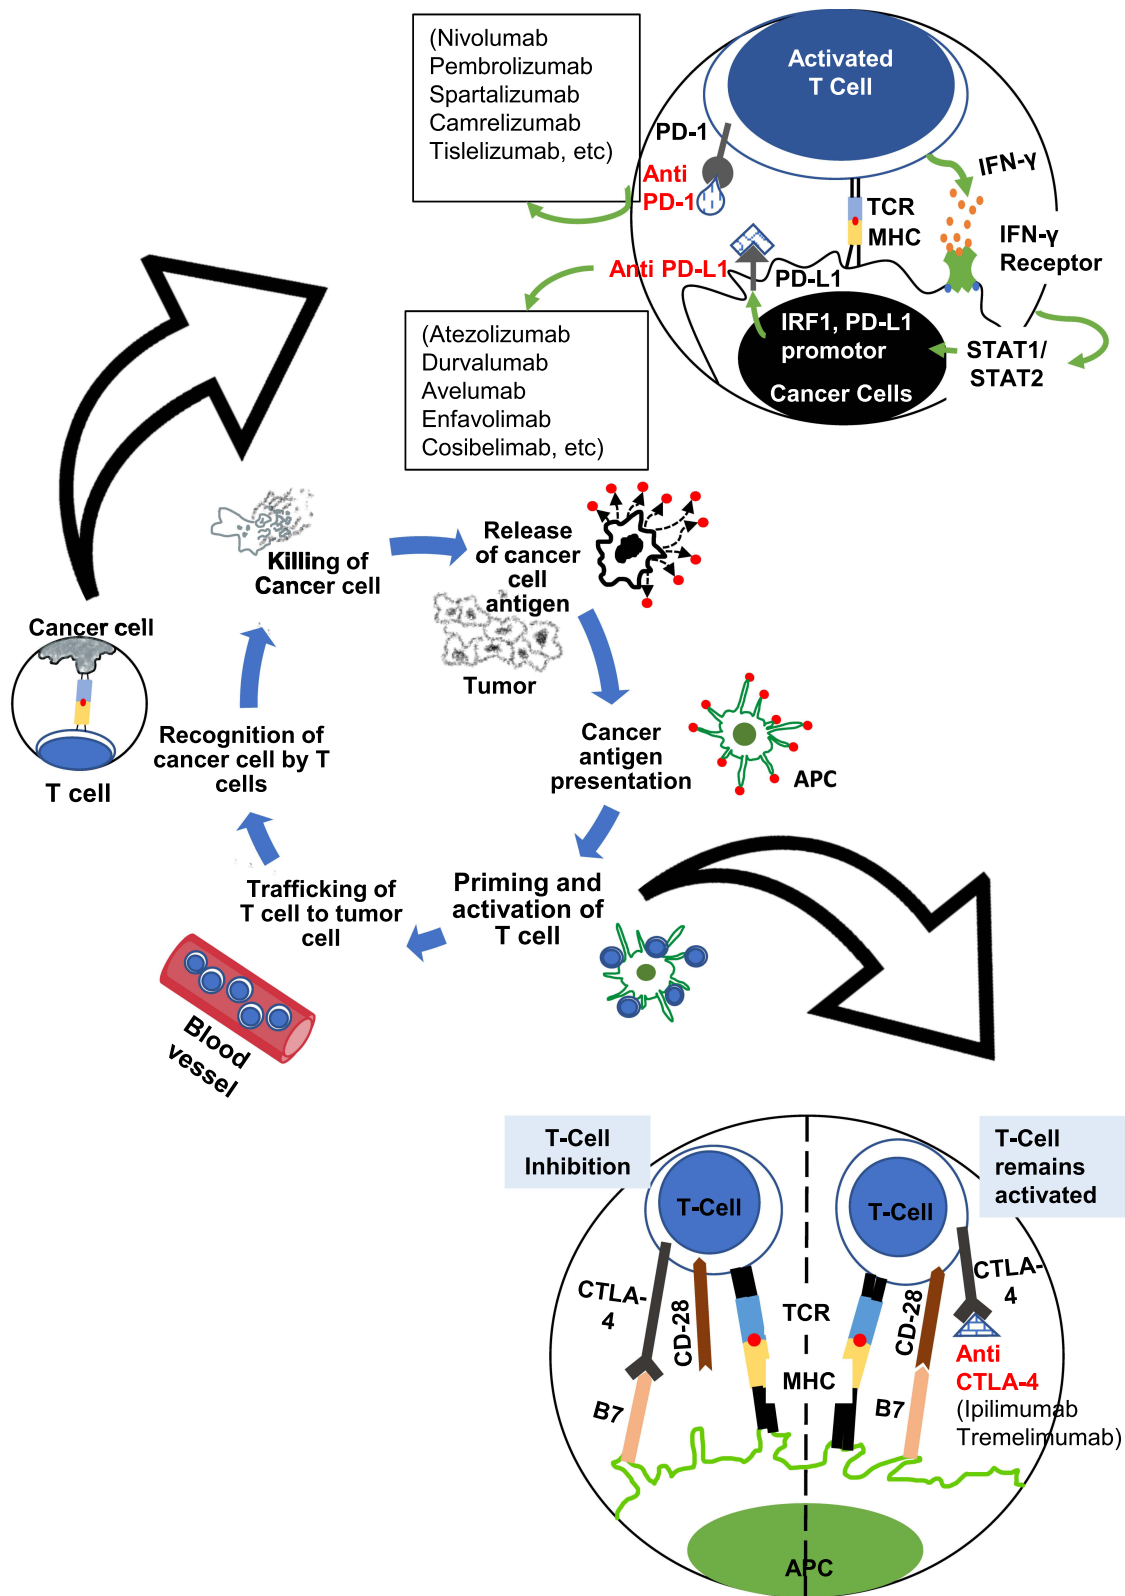 (Nivolumab
Pembrolizumab
Spartalizumab
Camrelizumab
Tislelizumab, etc)
Activated
T Cell
PD-1
Anti
PD-1
IFN-γ
TCR
MHC
IFN-γ
Receptor
Anti PD-L1
PD-L1
IRF1, PD-L1
promotor
Cancer Cells
STAT1/
STAT2
(Atezolizumab
Durvalumab
Avelumab
Enfavolimab
Cosibelimab, etc)
Killing of
Cancer cell
Release
of cancer
cell
antigen
Tumor
Cancer cell
T cell
Recognition of
cancer cell by T
cells
Cancer
antigen
presentation
APC
Trafficking of
T cell to tumor
cell
Priming and
activation of
T cell
Blood
vessel
T-Cell
Inhibition
T-Cell
remains
activated
T-Cell
T-Cell
CTLA-
4
CD-28
TCR
CD-28
CTLA-
4
MHC
B7
B7
Anti
CTLA-4
(Ipilimumab
Tremelimumab)
APC